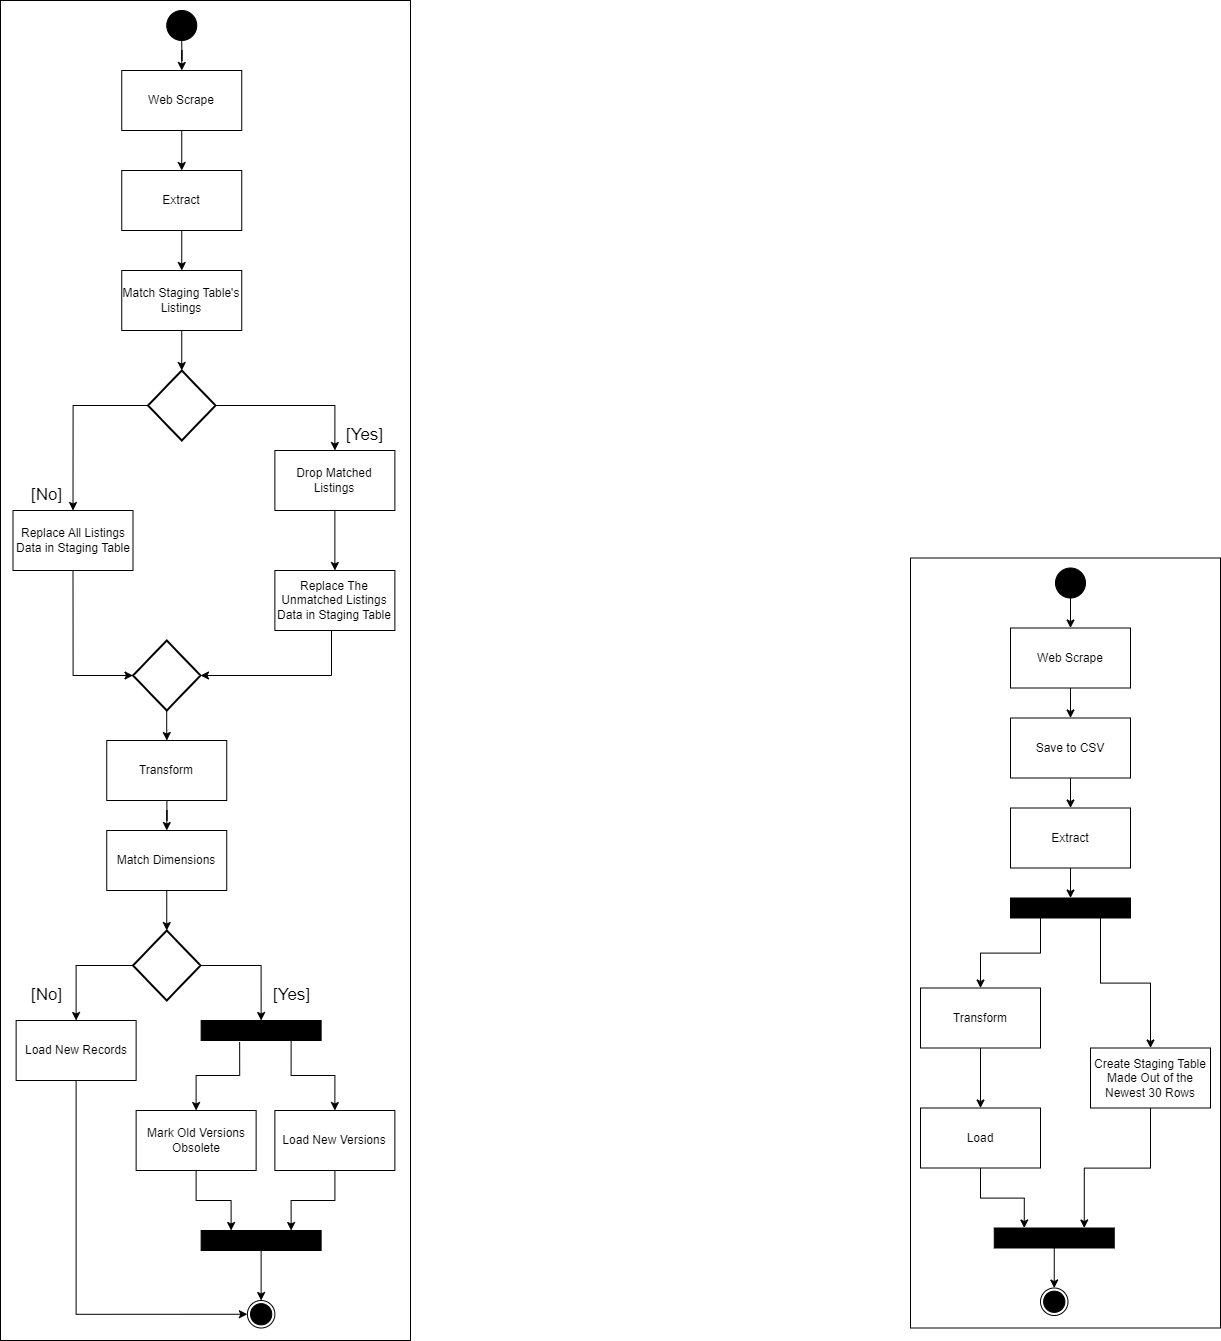 Web Scrape
Extract
Match Staging Table's
Listings
[Yes]
Drop Matched
Listings
[No]
Replace All Listings
Data in Staging Table
Replace The
Unmatched Listings
Data in Staging Table
Transform
Match Dimensions
[No]
[Yes]
Load New Records
Mark Old Versions
Obsolete
Load New Versions
Web Scrape
Save to CSV
Extract
Transform
Create Staging Table
Made Out of the
Newest 30 Rows
Load